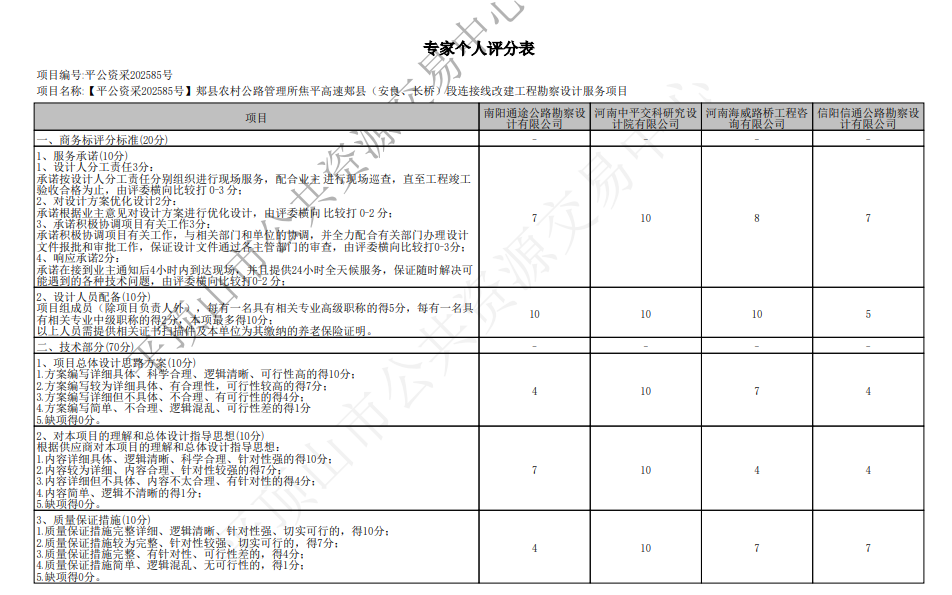 专家个人评分表
项目编号:平公资采202585号
项目名称:【平公资采202585号】郏县农村公路管理所焦平高速郏县（安良、长桥）段连接线改建工程勘察设计服务项目
项目 南阳通途公路勘察设计有限公司 河南中平交科研究设计院有限公司 河南海威路桥工程咨询有限公司 信阳信通公路勘察设计有限公司
一、商务标评分标准(20分) - - - -
1、服务承诺(10分)
1、设计人分工责任3分;
承诺按设计人分工责任分别组织进行现场服务，配合业主 进行现场巡查，直至工程竣工
验收合格为止，由评委横向比较打 0-3 分;
2、对设计方案优化设计2分;
承诺根据业主意见对设计方案进行优化设计，由评委横向 比较打 0-2 分;
3、承诺积极协调项目有关工作3分;
承诺积极协调项目有关工作，与相关部门和单位的协调，并全力配合有关部门办理设计
文件报批和审批工作，保证设计文件通过各主管部门的审查，由评委横向比较打0-3分;
4、响应承诺2分;
承诺在接到业主通知后4小时内到达现场，并且提供24小时全天候服务，保证随时解决可
能遇到的各种技术问题，由评委横向比较打0-2 分;
7 10 8 7
2、设计人员配备(10分)
项目组成员（除项目负责人外），每有一名具有相关专业高级职称的得5分，每有一名具
有相关专业中级职称的得2分，本项最多得10分;
以上人员需提供相关证书扫描件及本单位为其缴纳的养老保险证明。
10 10 10 5
二、技术部分(70分) - - - -
1、项目总体设计思路方案(10分)
1.方案编写详细具体、科学合理、逻辑清晰、可行性高的得10分;
2.方案编写较为详细具体、有合理性，可行性较高的得7分;
3.方案编写详细但不具体、不合理、有可行性的得4分;
4.方案编写简单、不合理、逻辑混乱、可行性差的得1分
5.缺项得0分。
4 10 7 4
2、对本项目的理解和总体设计指导思想(10分)
根据供应商对本项目的理解和总体设计指导思想:
1.内容详细具体、逻辑清晰、科学合理、针对性强的得10分;
2.内容较为详细、内容合理、针对性较强的得7分;
3.内容详细但不具体、内容不太合理、有针对性的得4分;
4.内容简单、逻辑不清晰的得1分;
5.缺项得0分。
7 10 4 4
3、质量保证措施(10分)
1.质量保证措施完整详细、逻辑清晰、针对性强、切实可行的，得10分;
2.质量保证措施较为完整、针对性较强、切实可行的，得7分;
3.质量保证措施完整、有针对性、可行性差的，得4分;
4.质量保证措施简单、逻辑混乱、无可行性的，得1分;
5.缺项得0分。
4 10 7 7
平顶山市公共资源交易中心
平顶山市公共资源交易中心